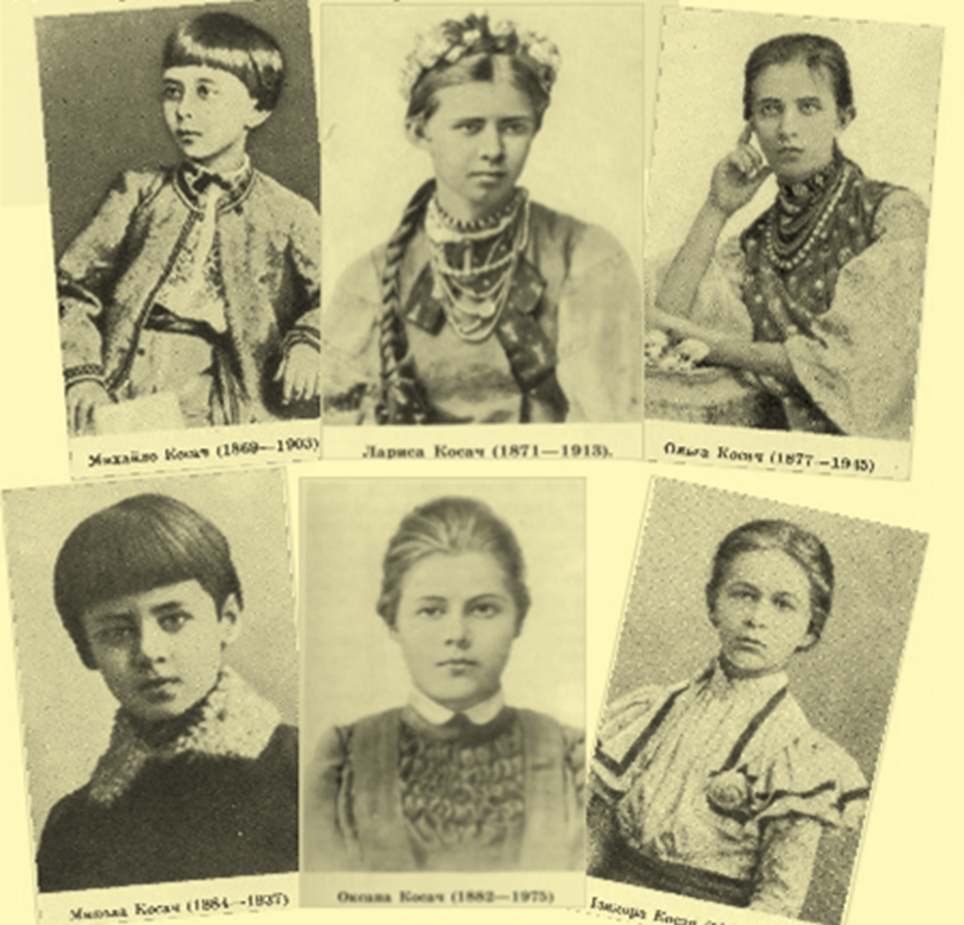 Михайло Косач (1869—1903)
Лариса Косач (1871—1913).
Ольга Косач (1877—1945)
Микола Косач (1884—1937)
Оксана Косач (1882—1975)
Ізидора Косач